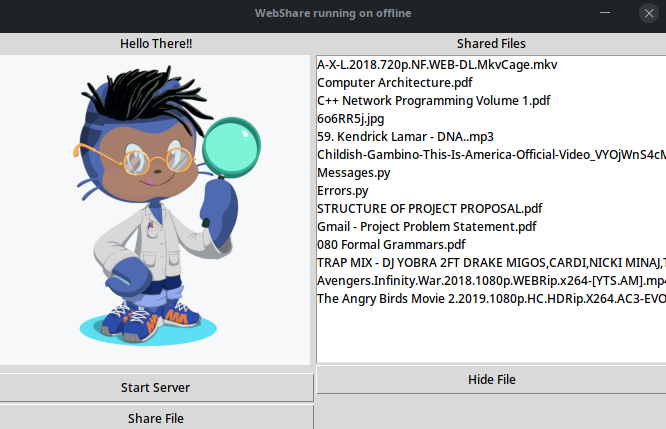 WebShare running on offline
Hello There!!
Shared Files
A-X-L.2018.720p.NF.WEB-DL.MkvCage.mkv
Computer Architecture.pdf
C++ Network Programming Volume 1.pdf
6o6RR5j.jpg
59. Kendrick Lamar - DNA..mp3
Childish-Gambino-This-Is-America-Official-Video_VYOjWnS4cM
Messages.py
Errors.py
STRUCTURE OF PROJECT PROPOSAL.pdf
Gmail - Project Problem Statement.pdf
080 Formal Grammars.pdf
TRAP MIX - DJ YOBRA 2FT DRAKE MIGOS,CARDI,NICKI MINAJ,T
Avengers.Infinity.War.2018.1080p.WEBRip.x264-[YTS.AM].mp4
The Angry Birds Movie 2.2019.1080p.HC.HDRip.X264.AC3-EVO
Start Server
Hide File
Share File